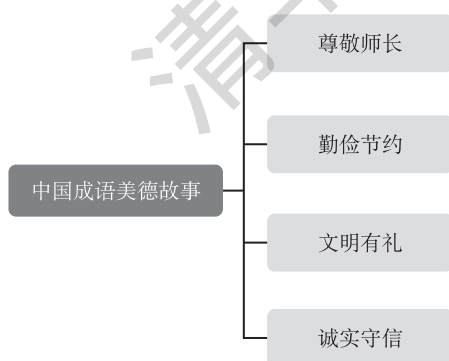 尊敬师长
勤俭节约
中国成语美德故事
文明有礼
诚实守信
清